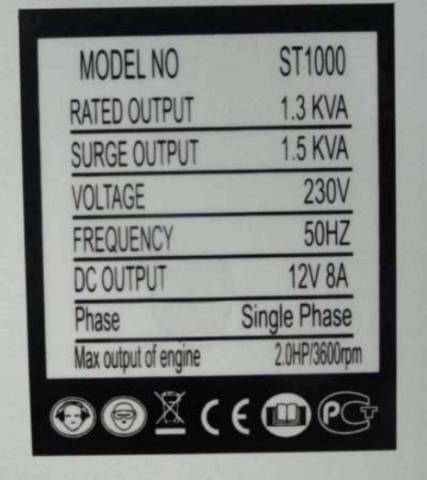 MODEL NO ST1000
RATED OUTPUT 1.3 KVA
SURGE OUTPUT 1.5 KVA
VOLTAGE 230V
FREQUENCY 50HZ
DC OUTPUT 12V 8A
Phase Single Phase
Max output of engine 2.0HP/3600rpm
CE PCT